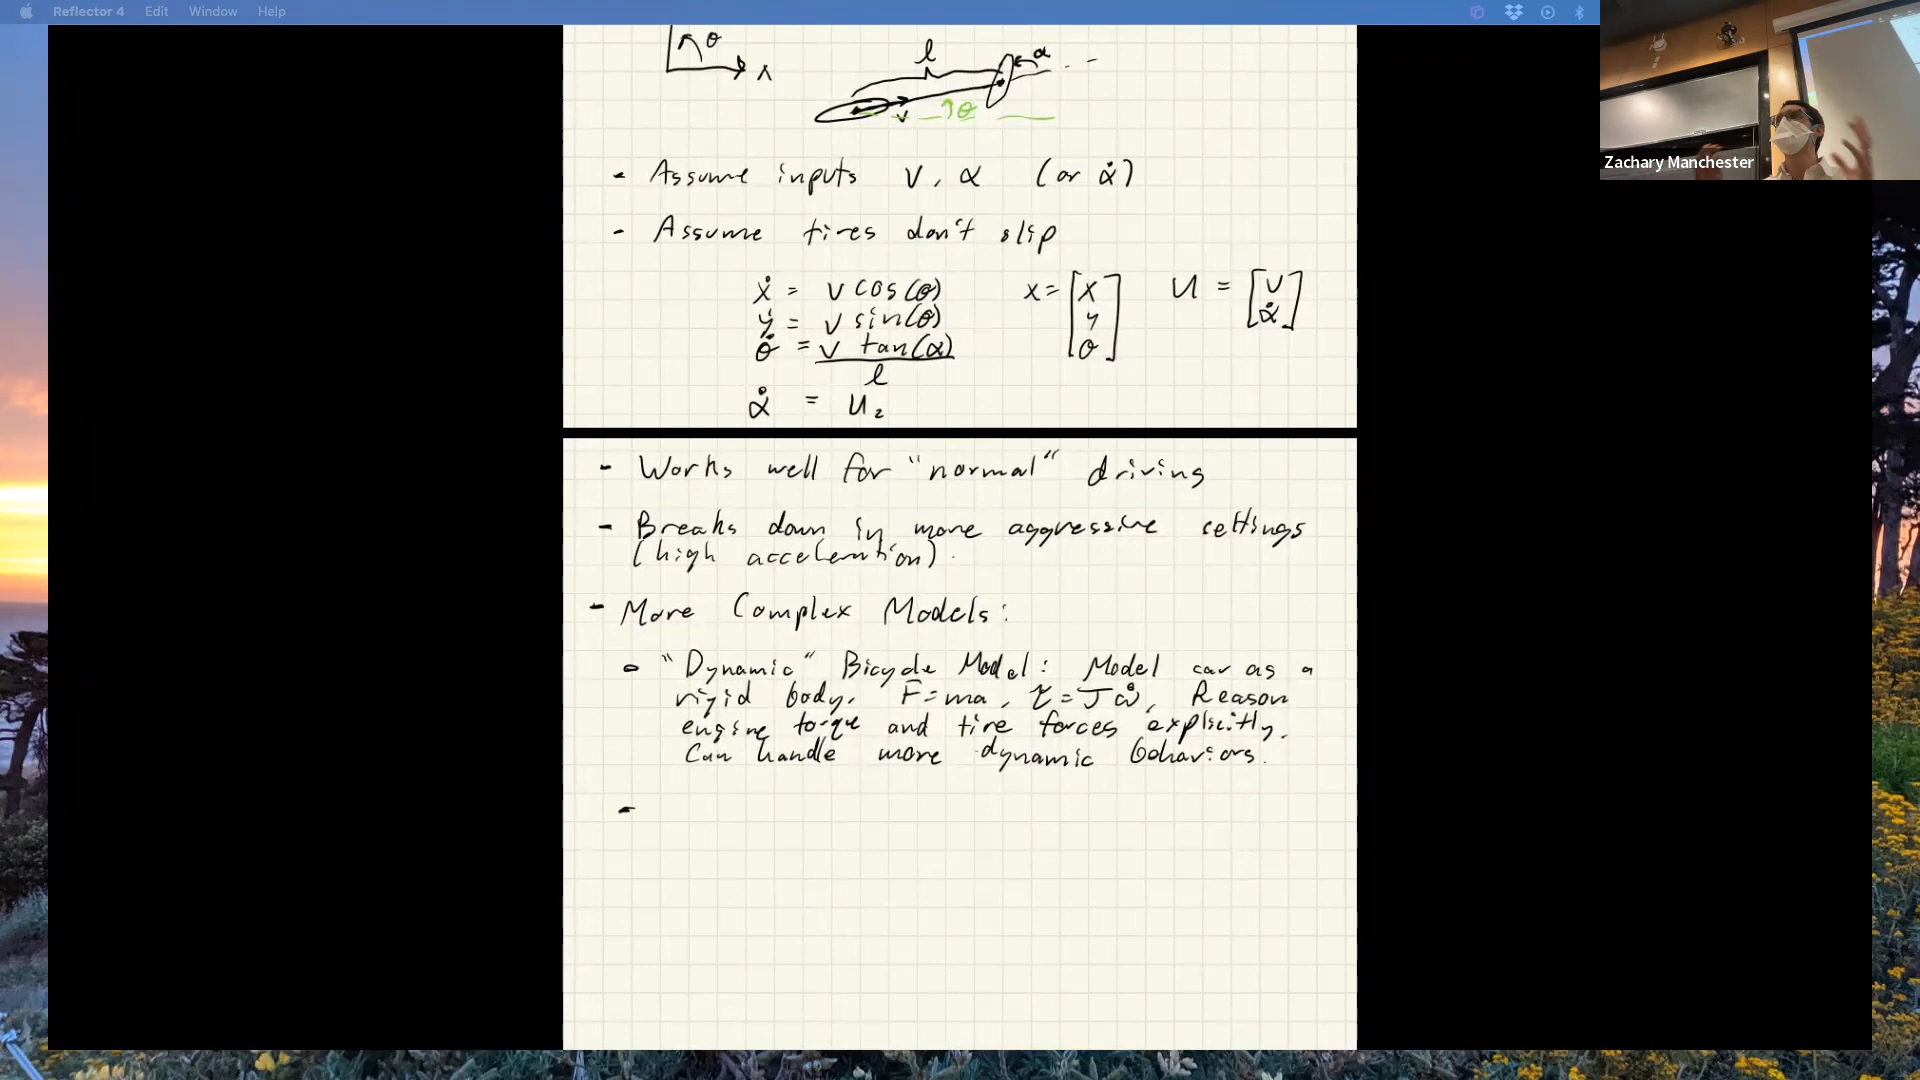 Reflector 4 Edit Window Help
Zachary Manchester
θ
x
l
α
v
θ
- Assume inputs v, α (or α̇)
- Assume tires don't slip
ẋ = v cos(θ)
ẏ = v sin(θ)
θ̇ = v tan(α) / l
α̇ = u₂
x = [x y θ]
u = [v α̇]
- Works well for "normal" driving
- Breaks down in more aggressive settings
(high acceleration).
- More Complex Models:
"Dynamic" Bicycle Model: Model car as a
rigid body. F=ma, τ=Jω̇, Reason
engine torque and tire forces explicitly.
Can handle more dynamic behaviors.
-